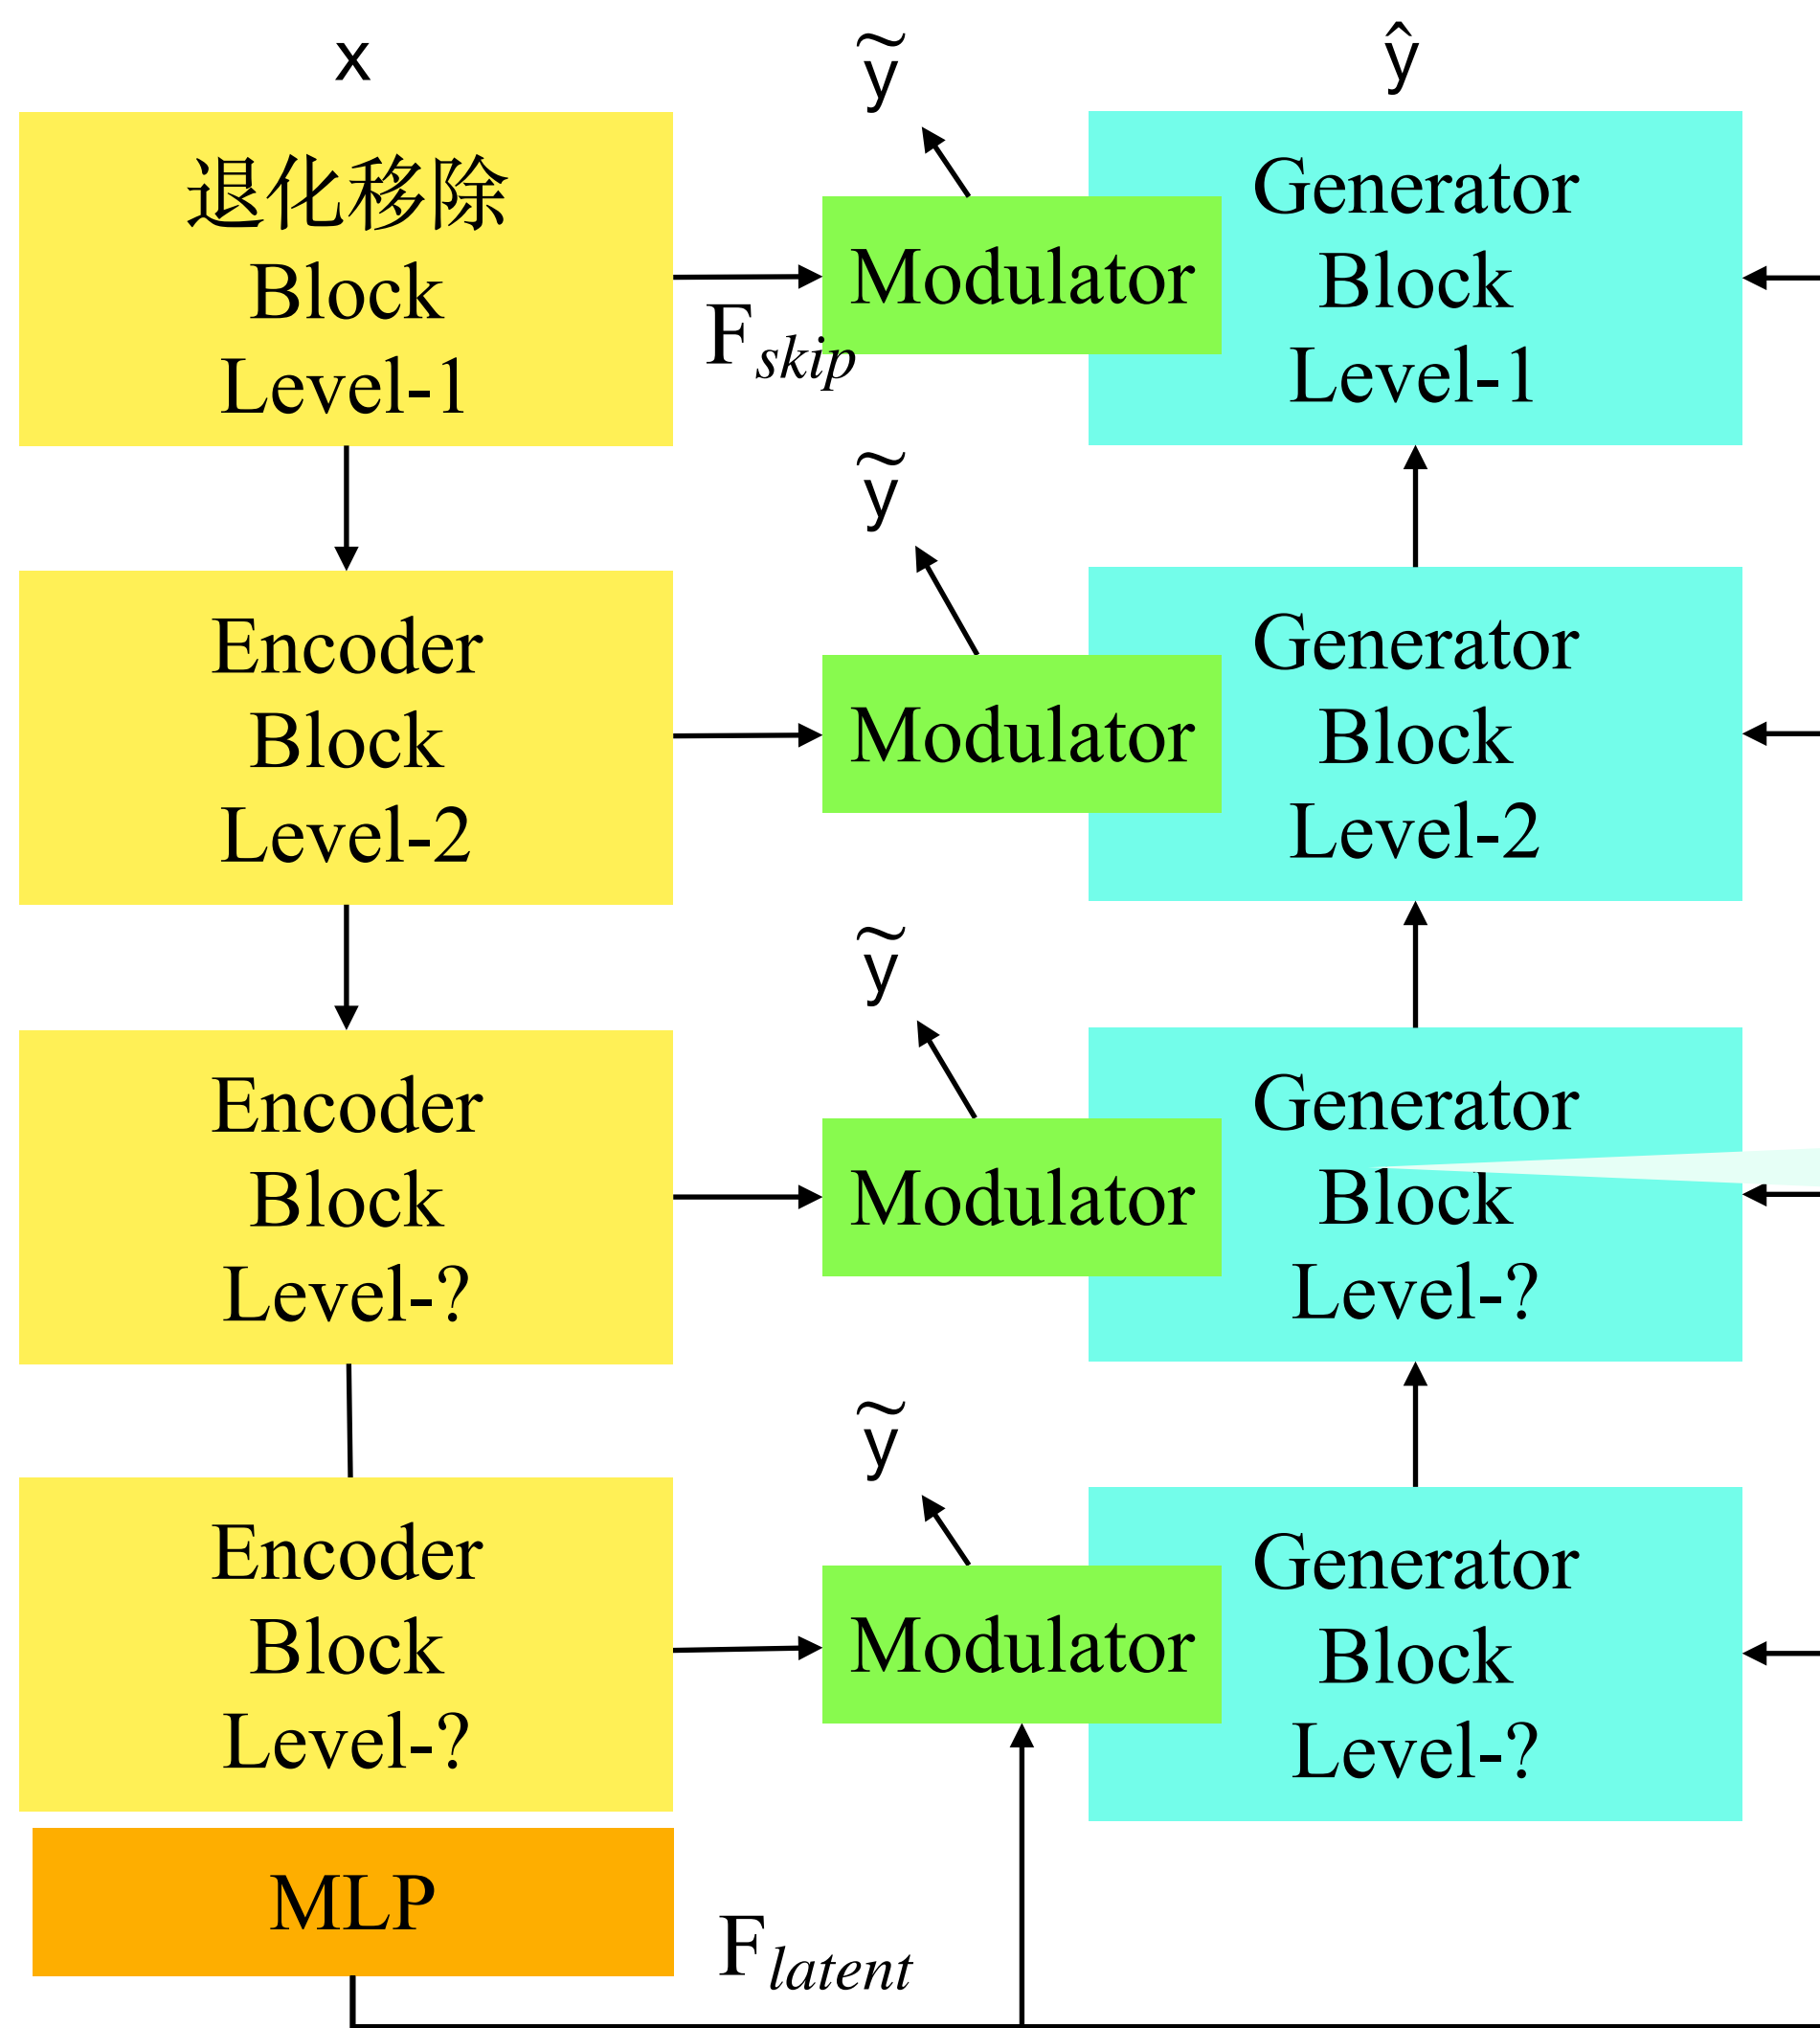 x
ỹ
ŷ
退化移除
Block
Level-1
F_skip
Modulator
Generator
Block
Level-1
ỹ
Encoder
Block
Level-2
Modulator
Generator
Block
Level-2
ỹ
Encoder
Block
Level-?
Modulator
Generator
Block
Level-?
ỹ
Encoder
Block
Level-?
Modulator
Generator
Block
Level-?
MLP
F_latent